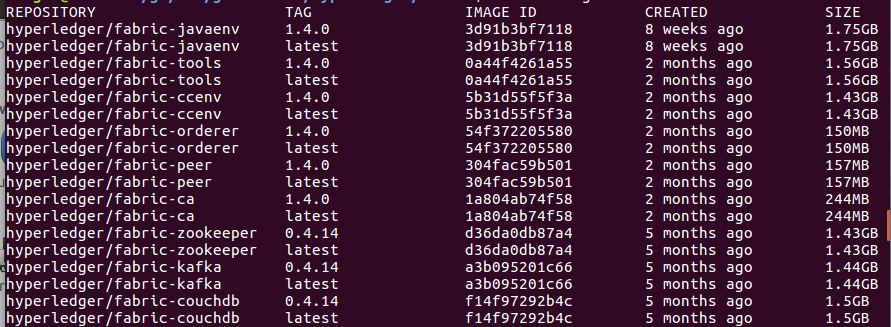 REPOSITORY TAG IMAGE ID CREATED SIZE
hyperledger/fabric-javaenv 1.4.0 3d91b3bf7118 8 weeks ago 1.75GB
hyperledger/fabric-javaenv latest 3d91b3bf7118 8 weeks ago 1.75GB
hyperledger/fabric-tools 1.4.0 0a44f4261a55 2 months ago 1.56GB
hyperledger/fabric-tools latest 0a44f4261a55 2 months ago 1.56GB
hyperledger/fabric-ccenv 1.4.0 5b31d55f5f3a 2 months ago 1.43GB
hyperledger/fabric-ccenv latest 5b31d55f5f3a 2 months ago 1.43GB
hyperledger/fabric-orderer 1.4.0 54f372205580 2 months ago 150MB
hyperledger/fabric-orderer latest 54f372205580 2 months ago 150MB
hyperledger/fabric-peer 1.4.0 304fac59b501 2 months ago 157MB
hyperledger/fabric-peer latest 304fac59b501 2 months ago 157MB
hyperledger/fabric-ca 1.4.0 1a804ab74f58 2 months ago 244MB
hyperledger/fabric-ca latest 1a804ab74f58 2 months ago 244MB
hyperledger/fabric-zookeeper 0.4.14 d36da0db87a4 5 months ago 1.43GB
hyperledger/fabric-zookeeper latest d36da0db87a4 5 months ago 1.43GB
hyperledger/fabric-kafka 0.4.14 a3b095201c66 5 months ago 1.44GB
hyperledger/fabric-kafka latest a3b095201c66 5 months ago 1.44GB
hyperledger/fabric-couchdb 0.4.14 f14f97292b4c 5 months ago 1.5GB
hyperledger/fabric-couchdb latest f14f97292b4c 5 months ago 1.5GB